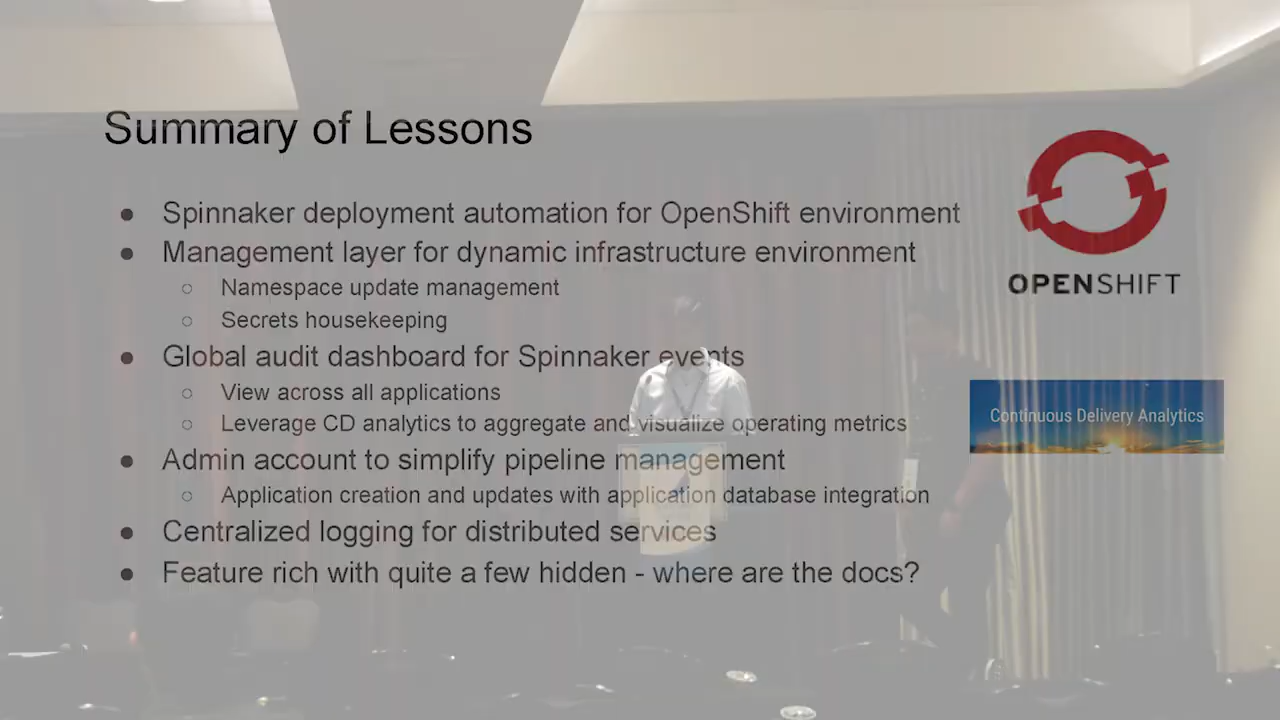 Summary of Lessons
● Spinnaker deployment automation for OpenShift environment
● Management layer for dynamic infrastructure environment
○ Namespace update management
○ Secrets housekeeping
● Global audit dashboard for Spinnaker events
○ View across all applications
○ Leverage CD analytics to aggregate and visualize operating metrics
● Admin account to simplify pipeline management
○ Application creation and updates with application database integration
● Centralized logging for distributed services
● Feature rich with quite a few hidden - where are the docs?
OPENSHIFT
Continuous Delivery Analytics